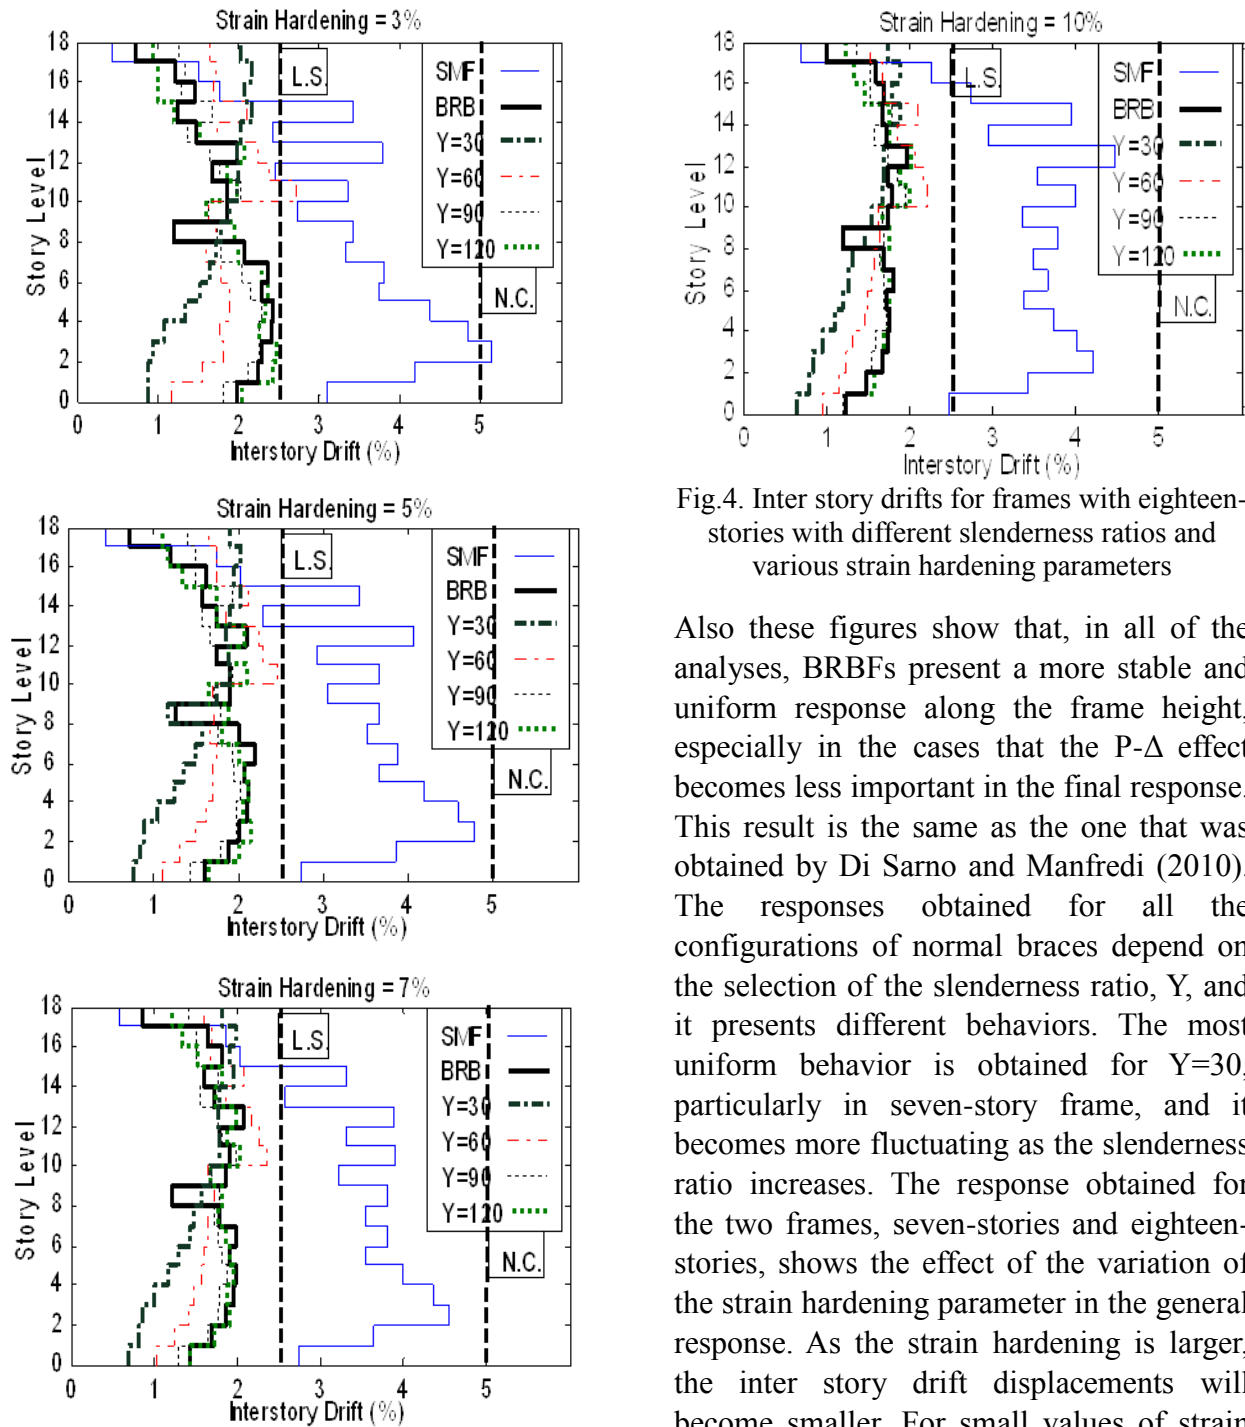 Strain Hardening = 3%
18
16
14
12
10
8
6
4
2
0
Story Level
L.S.
SMF
BRB
Y=30
Y=60
Y=90
Y=120
N.C.
0 1 2 3 4 5
Interstory Drift (%)
Strain Hardening = 5%
18
16
14
12
10
8
6
4
2
0
Story Level
L.S.
SMF
BRB
Y=30
Y=60
Y=90
Y=120
N.C.
0 1 2 3 4 5
Interstory Drift (%)
Strain Hardening = 7%
18
16
14
12
10
8
6
4
2
0
Story Level
L.S.
SMF
BRB
Y=30
Y=60
Y=90
Y=120
N.C.
0 1 2 3 4 5
Interstory Drift (%)
Strain Hardening = 10%
18
16
14
12
10
8
6
4
2
0
Story Level
L.S.
SMF
BRB
Y=30
Y=60
Y=90
Y=120
N.C.
0 1 2 3 4 5 6
Interstory Drift (%)
Fig.4. Inter story drifts for frames with eighteen-
stories with different slenderness ratios and
various strain hardening parameters
Also these figures show that, in all of the
analyses, BRBFs present a more stable and
uniform response along the frame height,
especially in the cases that the P-Δ effect
becomes less important in the final response.
This result is the same as the one that was
obtained by Di Sarno and Manfredi (2010).
The responses obtained for all the
configurations of normal braces depend on
the selection of the slenderness ratio, Y, and
it presents different behaviors. The most
uniform behavior is obtained for Y=30,
particularly in seven-story frame, and it
becomes more fluctuating as the slenderness
ratio increases. The response obtained for
the two frames, seven-stories and eighteen-
stories, shows the effect of the variation of
the strain hardening parameter in the general
response. As the strain hardening is larger,
the inter story drift displacements will
become smaller. For small values of strain